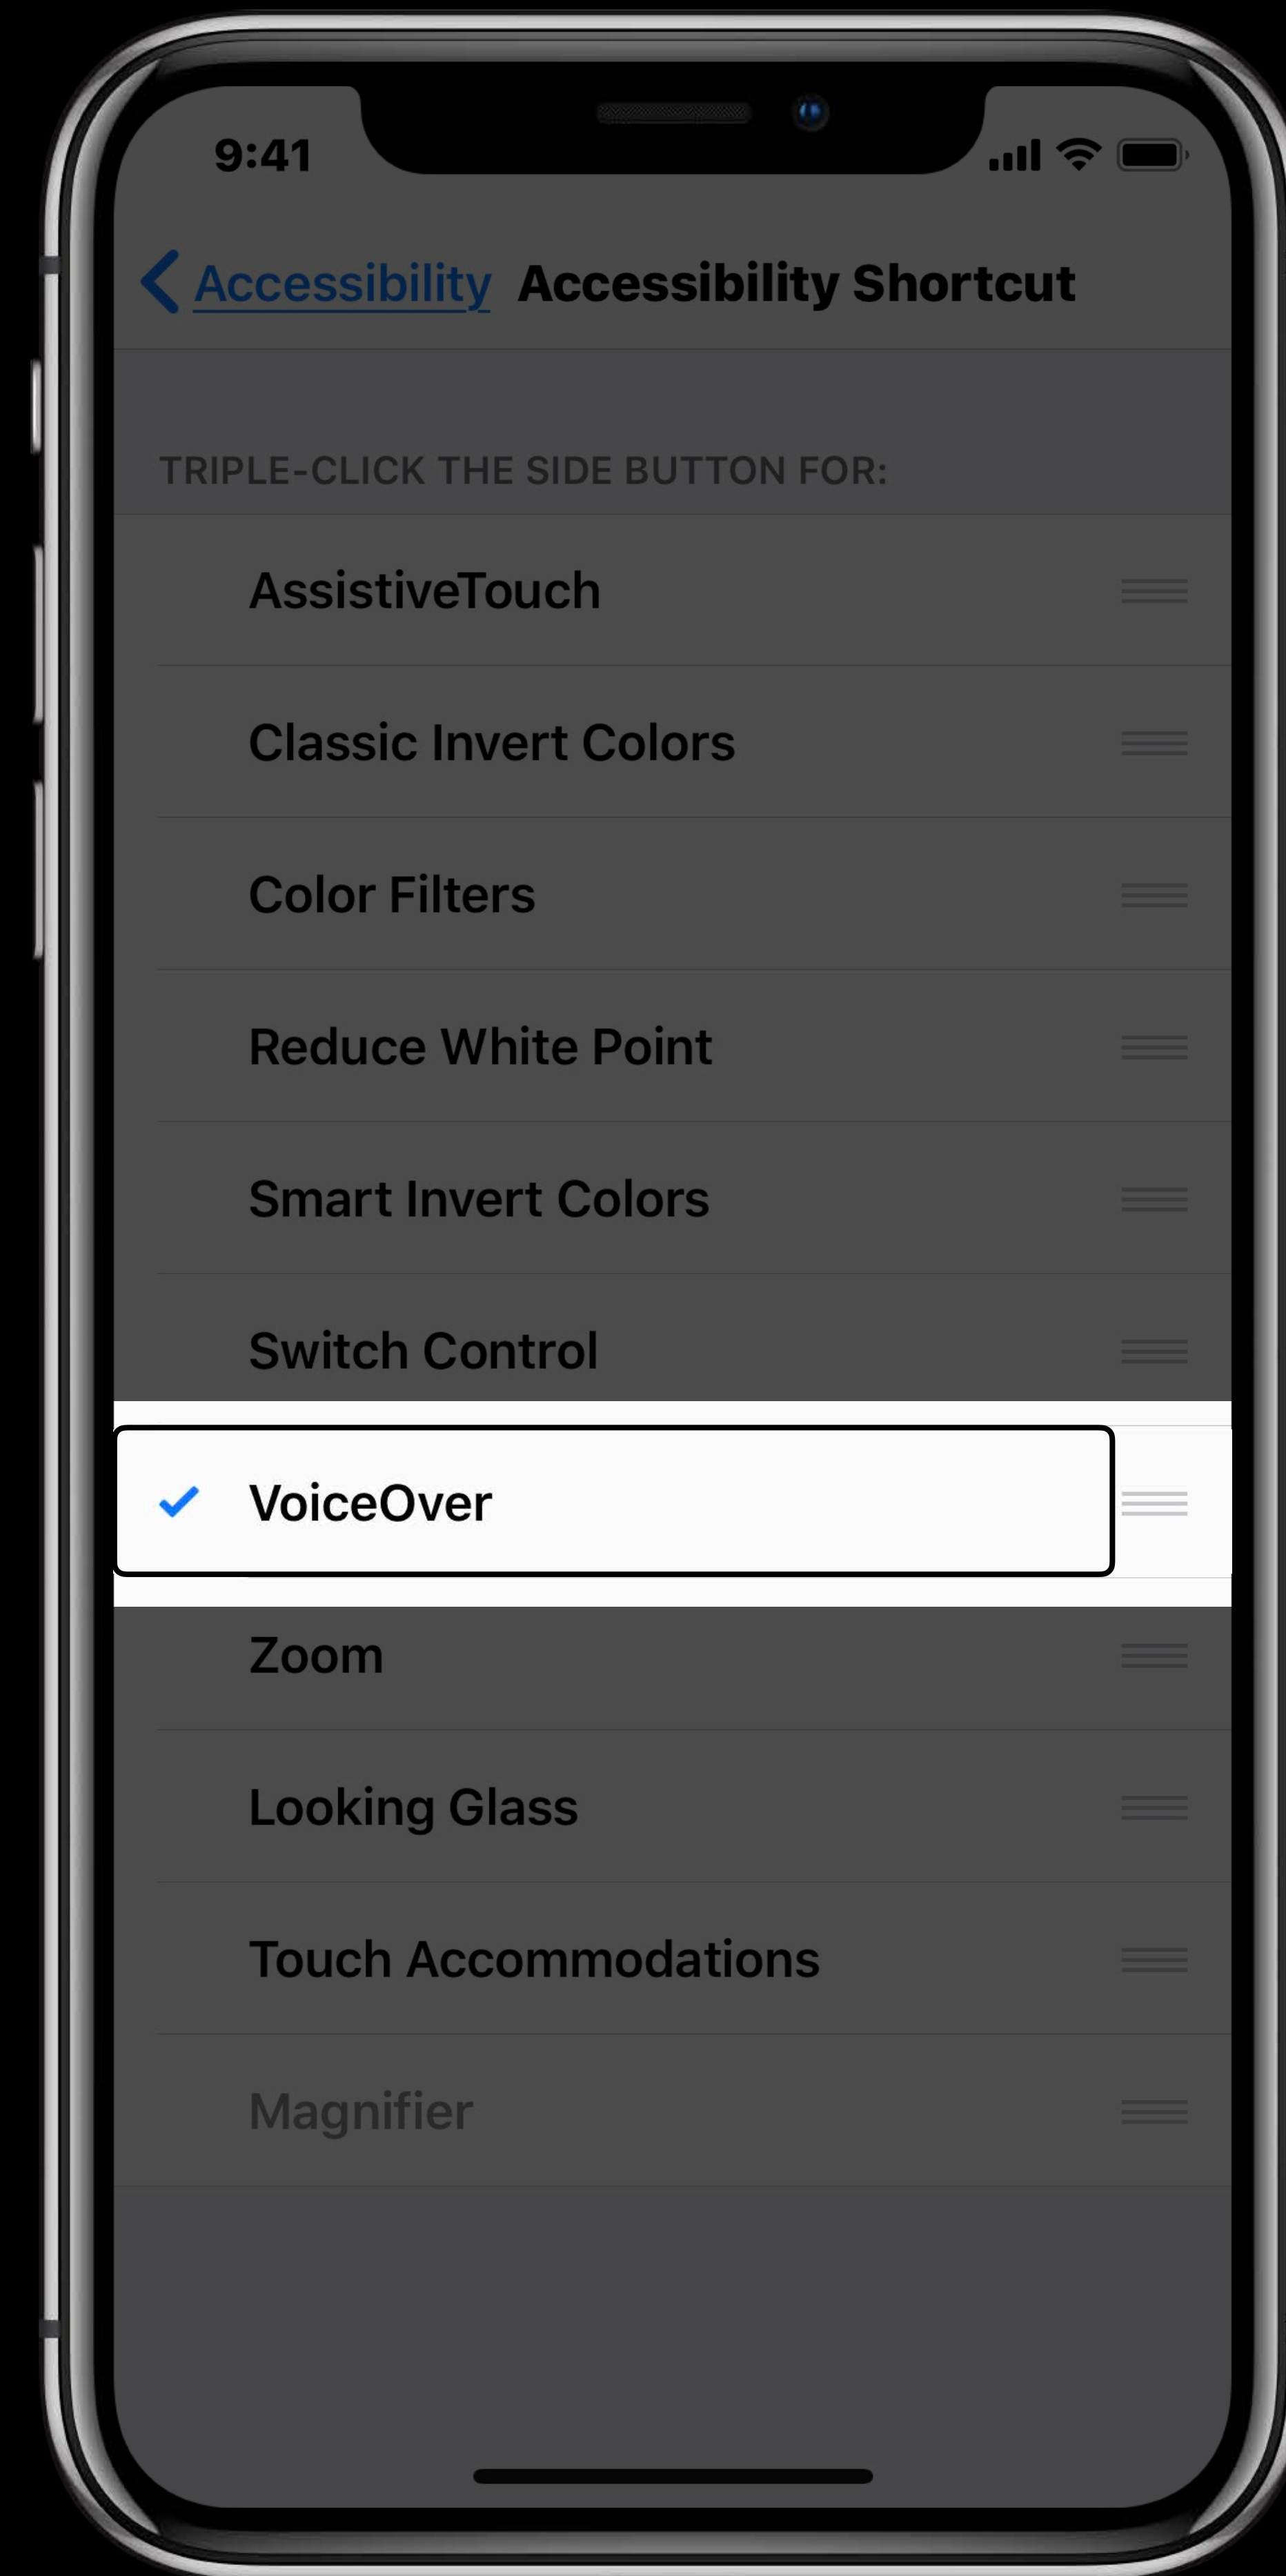 9:41
Accessibility Accessibility Shortcut
TRIPLE-CLICK THE SIDE BUTTON FOR:
AssistiveTouch
Classic Invert Colors
Color Filters
Reduce White Point
Smart Invert Colors
Switch Control
VoiceOver
Zoom
Looking Glass
Touch Accommodations
Magnifier